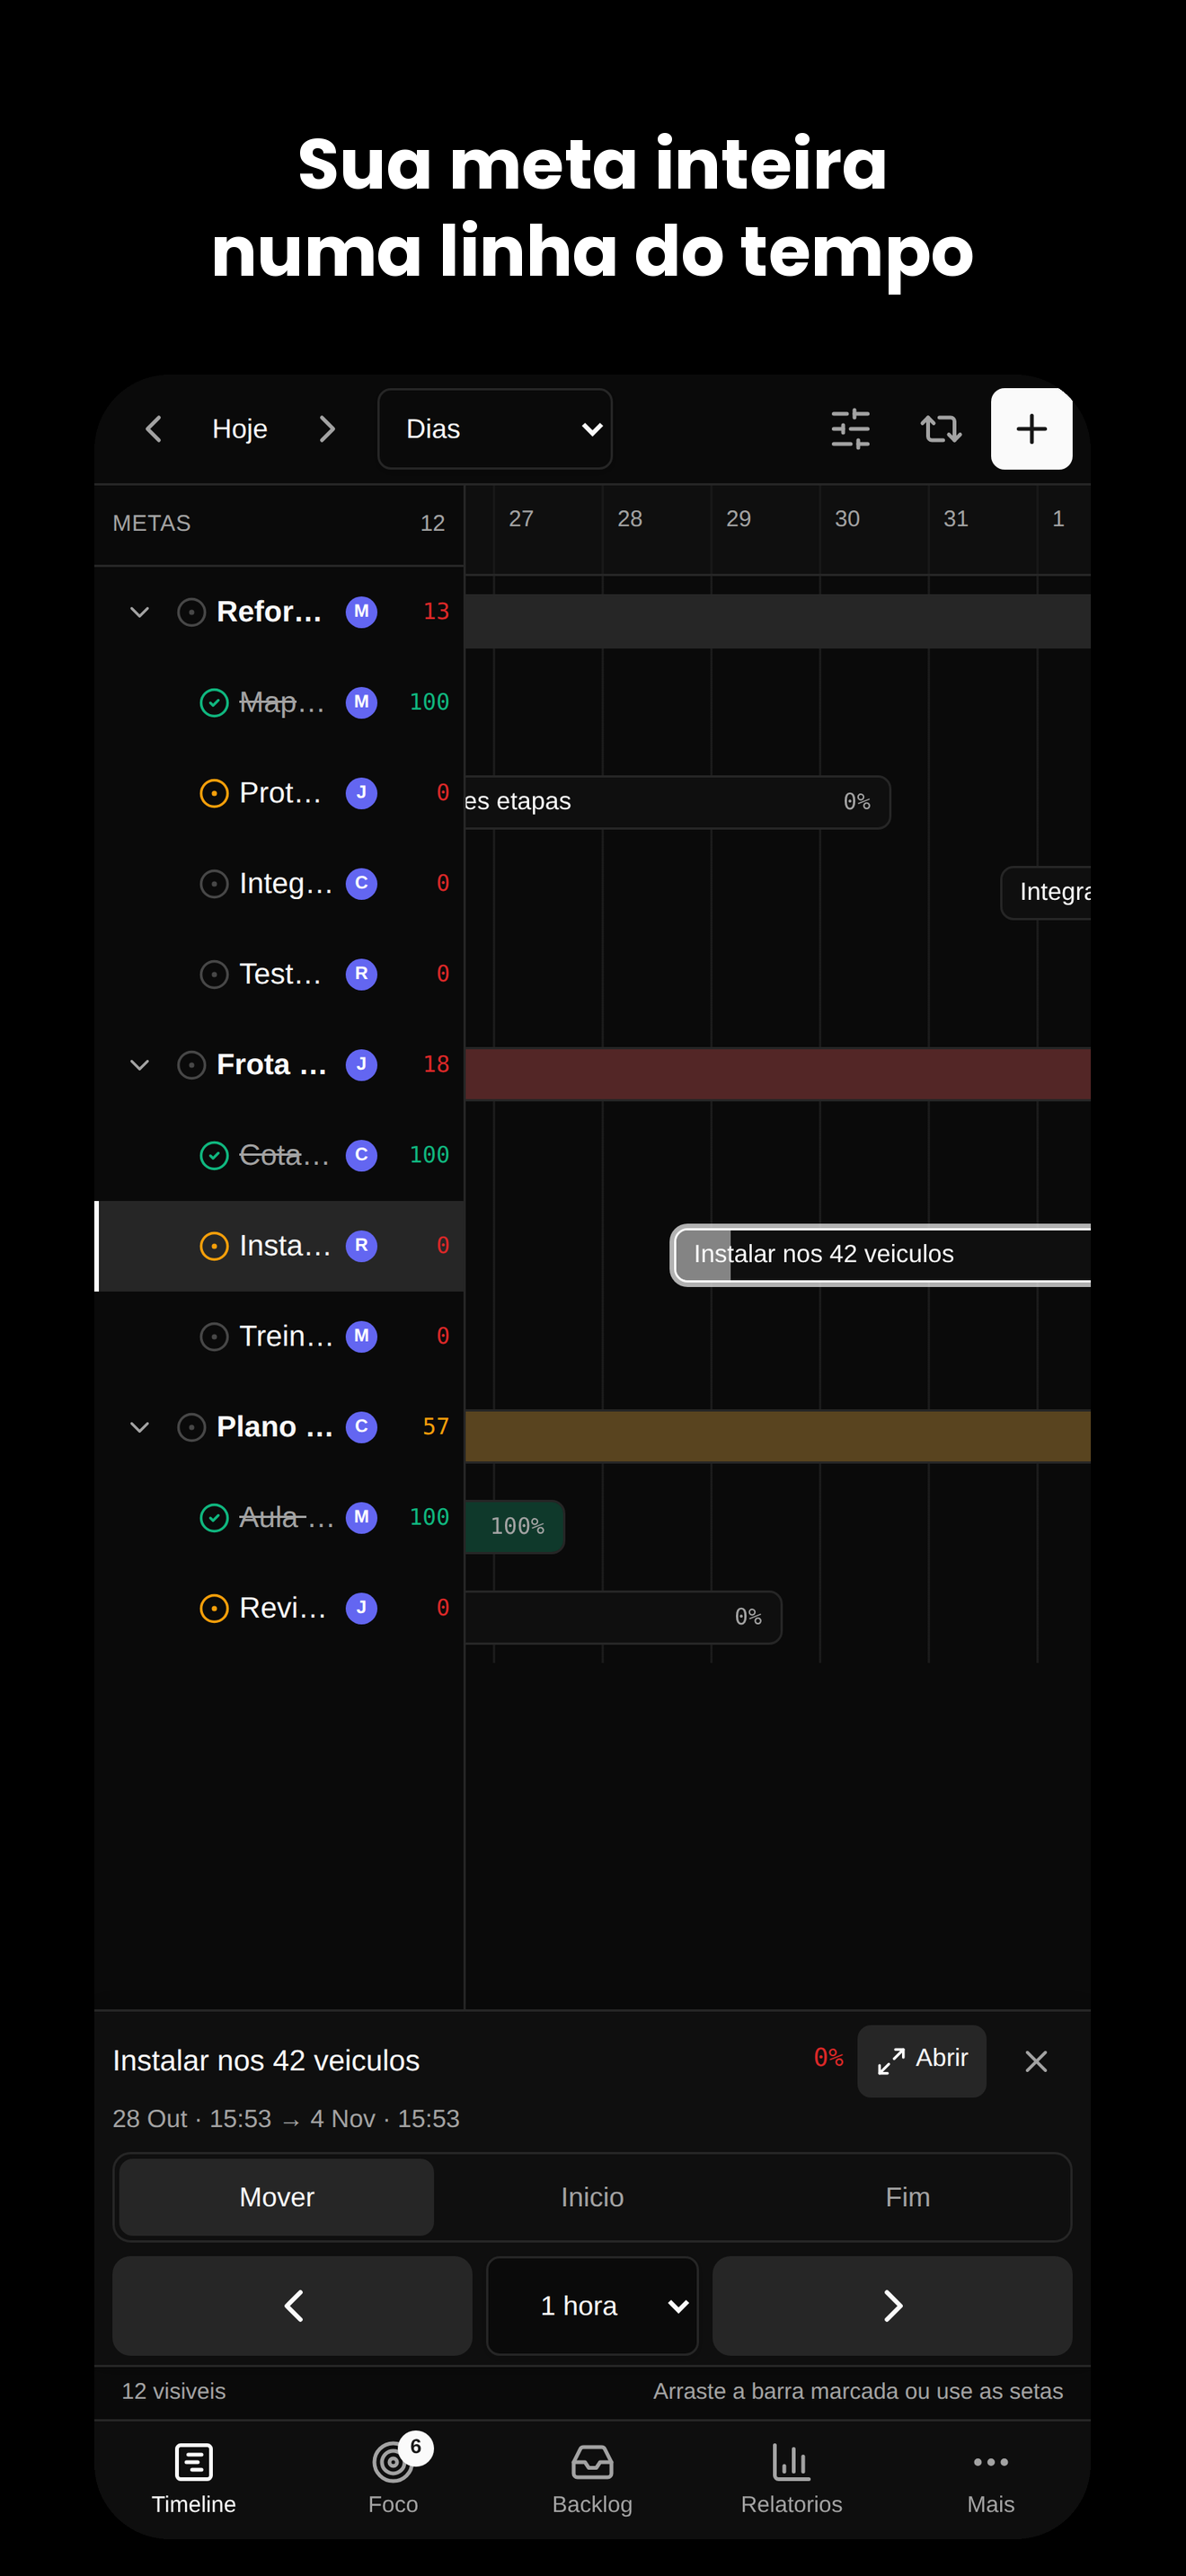 Sua meta inteira
numa linha do tempo
Hoje
Dias
METAS 12
27 28 29 30 31 1
Refor... M 13
Map... M 100
Prot... J 0
es etapas 0%
Integ... C 0
Integra
Test... R 0
Frota ... J 18
Cota... C 100
Insta... R 0
Instalar nos 42 veiculos
Trein... M 0
Plano ... C 57
Aula ... M 100
100%
Revi... J 0
0%
Instalar nos 42 veiculos 0% Abrir
28 Out · 15:53 → 4 Nov · 15:53
Mover Inicio Fim
1 hora
12 visiveis Arraste a barra marcada ou use as setas
6
Timeline Foco Backlog Relatorios Mais